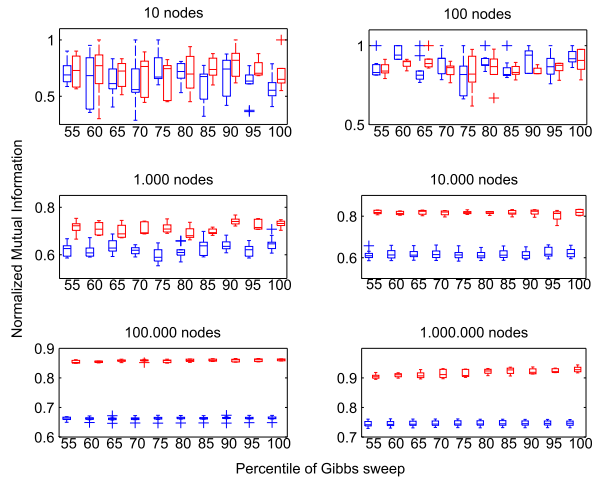 10 nodes
100 nodes
1
0.5
55 60 65 70 75 80 85 90 95 100
1
0.5
55 60 65 70 75 80 85 90 95 100
Normalized Mutual Information
1.000 nodes
10.000 nodes
0.8
0.6
55 60 65 70 75 80 85 90 95 100
0.8
0.6
55 60 65 70 75 80 85 90 95 100
100.000 nodes
1.000.000 nodes
0.9
0.8
0.7
0.6
55 60 65 70 75 80 85 90 95 100
0.9
0.8
0.7
55 60 65 70 75 80 85 90 95 100
Percentile of Gibbs sweep